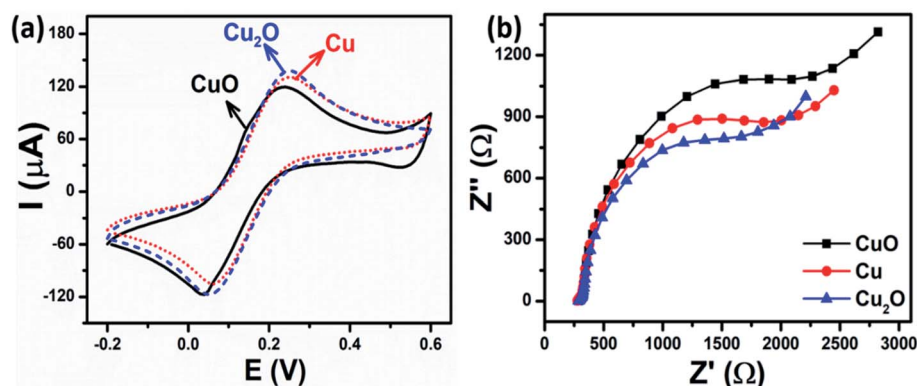 (a)
180
120
60
0
-60
-120
I (μA)
-0.2
0.0
0.2
0.4
0.6
E (V)
CuO
Cu₂O
Cu
(b)
1200
900
600
300
0
Z'' (Ω)
500
1000
1500
2000
2500
3000
Z' (Ω)
CuO
Cu
Cu₂O